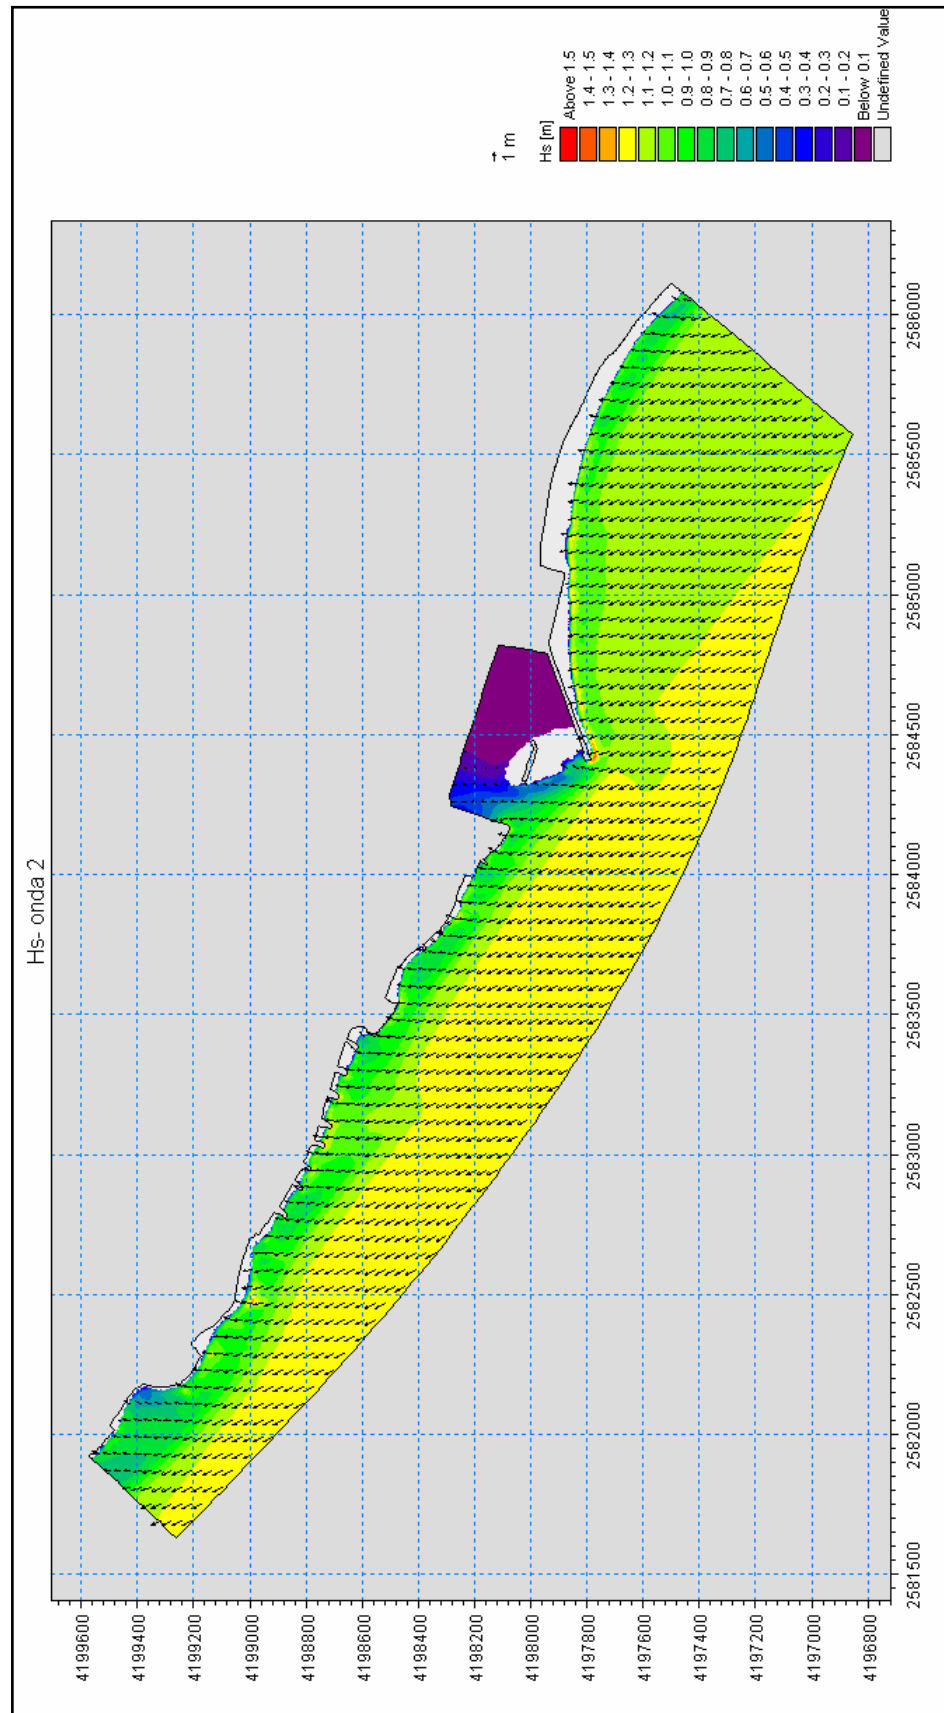 Hs- onda 2
4199600
4199400
4199200
4199000
4198800
4198600
4198400
4198200
4198000
4197800
4197600
4197400
4197200
4197000
4196800
2581500
2582000
2582500
2583000
2583500
2584000
2584500
2585000
2585500
2586000
1 m
Hs [m]
Above 1.5
1.4 - 1.5
1.3 - 1.4
1.2 - 1.3
1.1 - 1.2
1.0 - 1.1
0.9 - 1.0
0.8 - 0.9
0.7 - 0.8
0.6 - 0.7
0.5 - 0.6
0.4 - 0.5
0.3 - 0.4
0.2 - 0.3
0.1 - 0.2
Below 0.1
Undefined Value